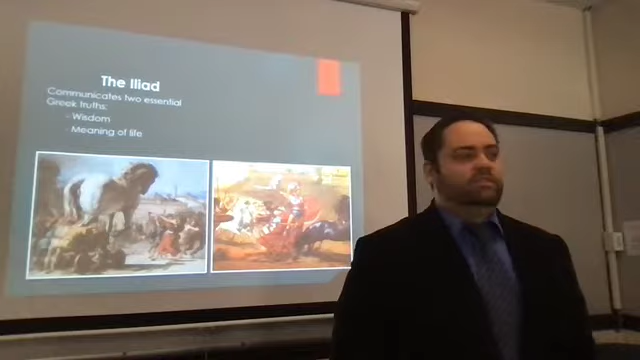 The Iliad
Communicates two essential
Greek truths:
Wisdom
Meaning of life